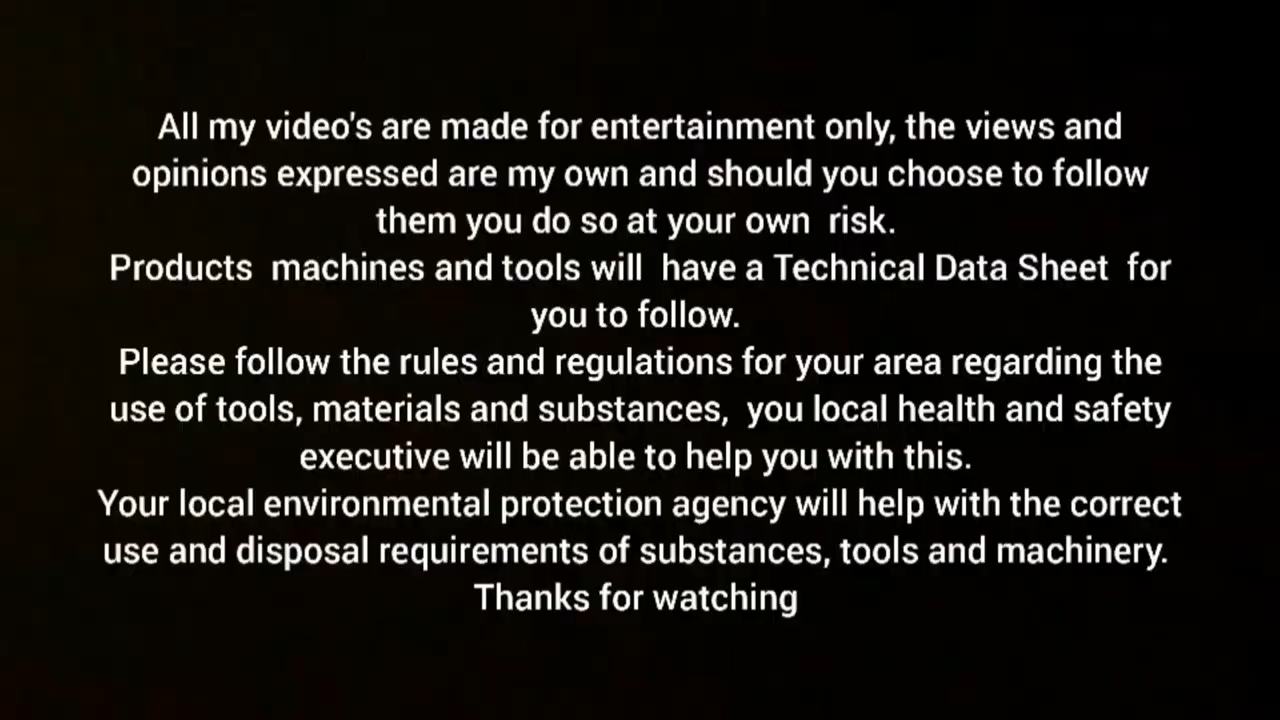 All my video's are made for entertainment only, the views and
opinions expressed are my own and should you choose to follow
them you do so at your own  risk.
Products  machines and tools will  have a Technical Data Sheet  for
you to follow.
Please follow the rules and regulations for your area regarding the
use of tools, materials and substances,  you local health and safety
executive will be able to help you with this.
Your local environmental protection agency will help with the correct
use and disposal requirements of substances, tools and machinery.
Thanks for watching